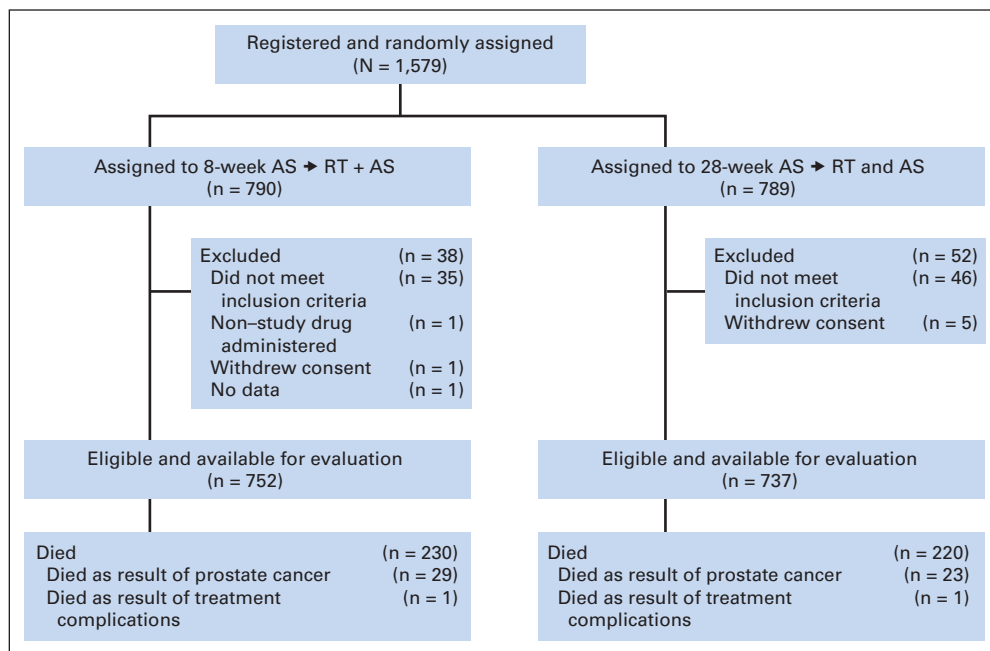 Registered and randomly assigned
(N = 1,579)
Assigned to 8-week AS ➔ RT + AS
(n = 790)
Assigned to 28-week AS ➔ RT and AS
(n = 789)
Excluded (n = 38)
Did not meet (n = 35)
inclusion criteria
Non–study drug (n = 1)
administered
Withdrew consent (n = 1)
No data (n = 1)
Excluded (n = 52)
Did not meet (n = 46)
inclusion criteria
Withdrew consent (n = 5)
Eligible and available for evaluation
(n = 752)
Eligible and available for evaluation
(n = 737)
Died (n = 230)
Died as result of prostate cancer (n = 29)
Died as result of treatment (n = 1)
complications
Died (n = 220)
Died as result of prostate cancer (n = 23)
Died as result of treatment (n = 1)
complications